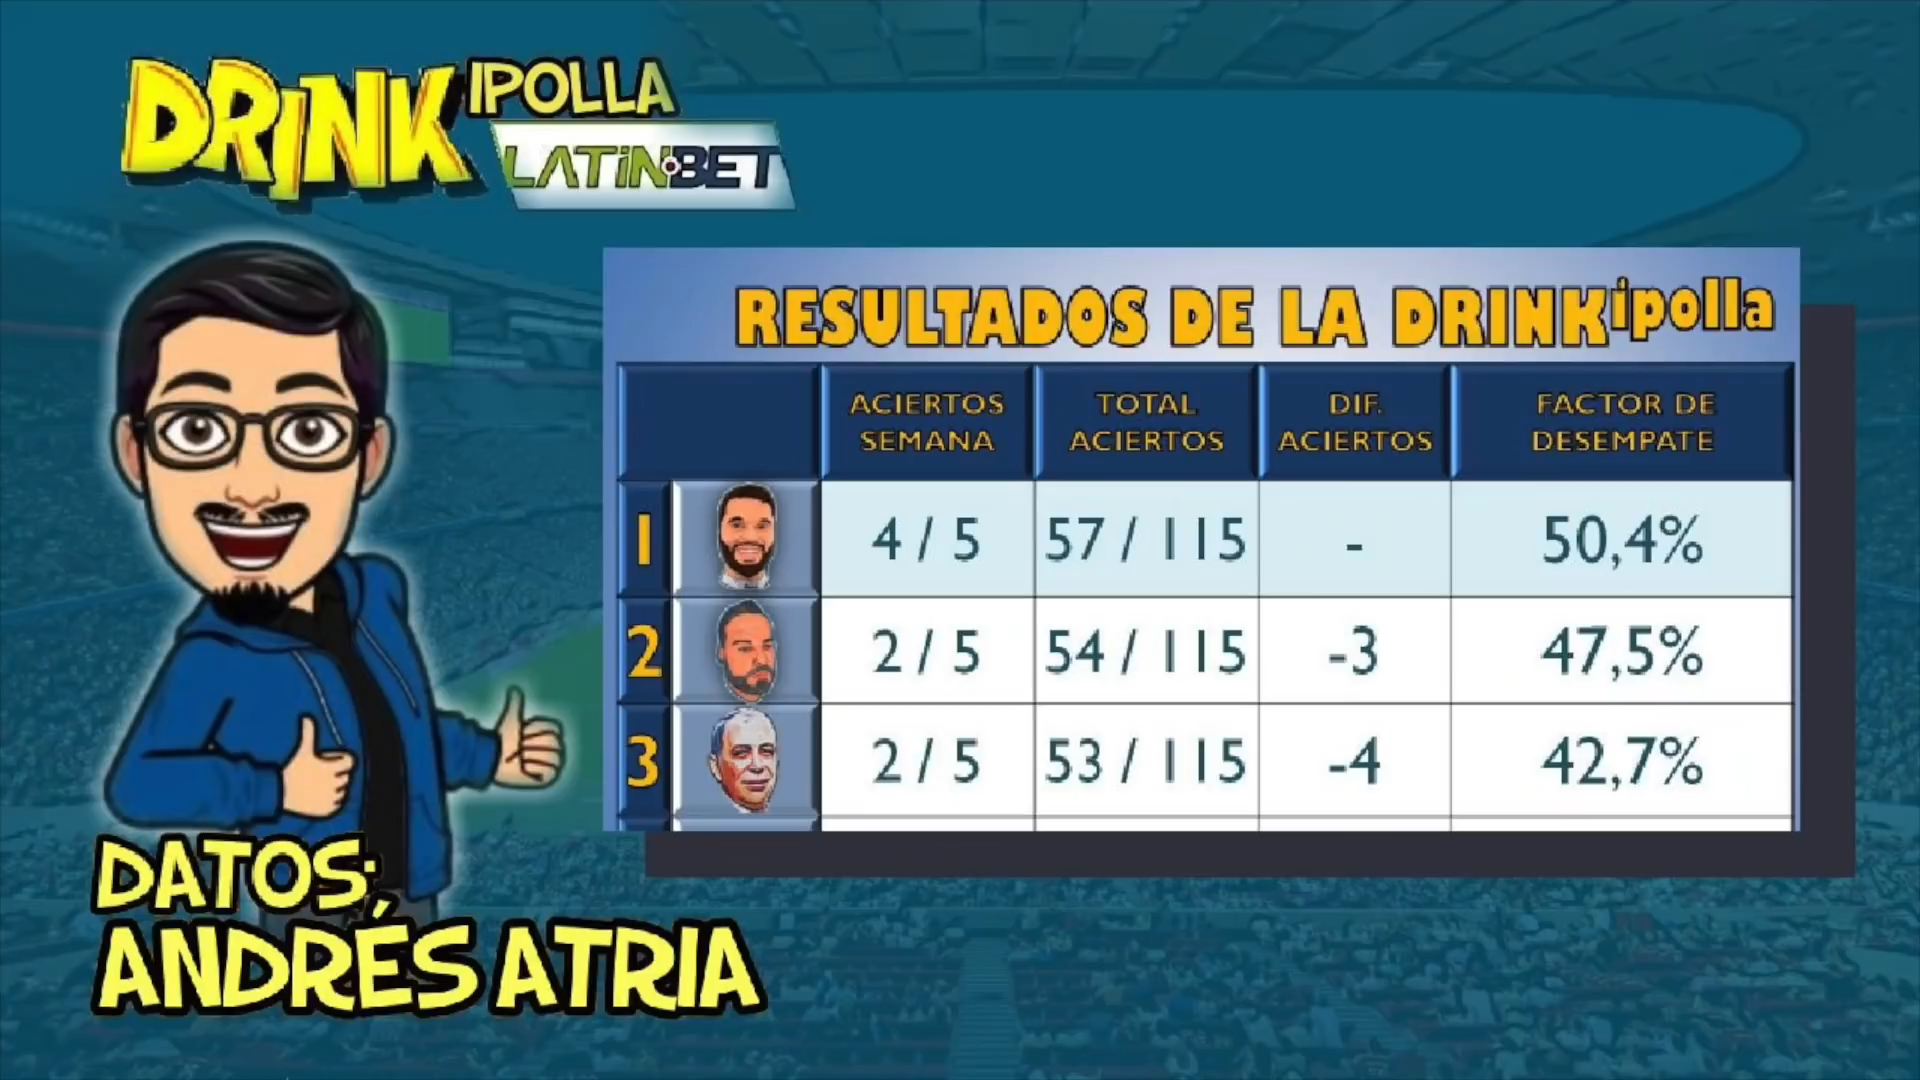 DRINK IPOLLA
LATINBET
RESULTADOS DE LA DRINKipolla
ACIERTOS SEMANA
TOTAL ACIERTOS
DIF. ACIERTOS
FACTOR DE DESEMPATE
1 4 / 5 57 / 115 - 50,4%
2 2 / 5 54 / 115 -3 47,5%
3 2 / 5 53 / 115 -4 42,7%
DATOS;
ANDRÉS ATRIA